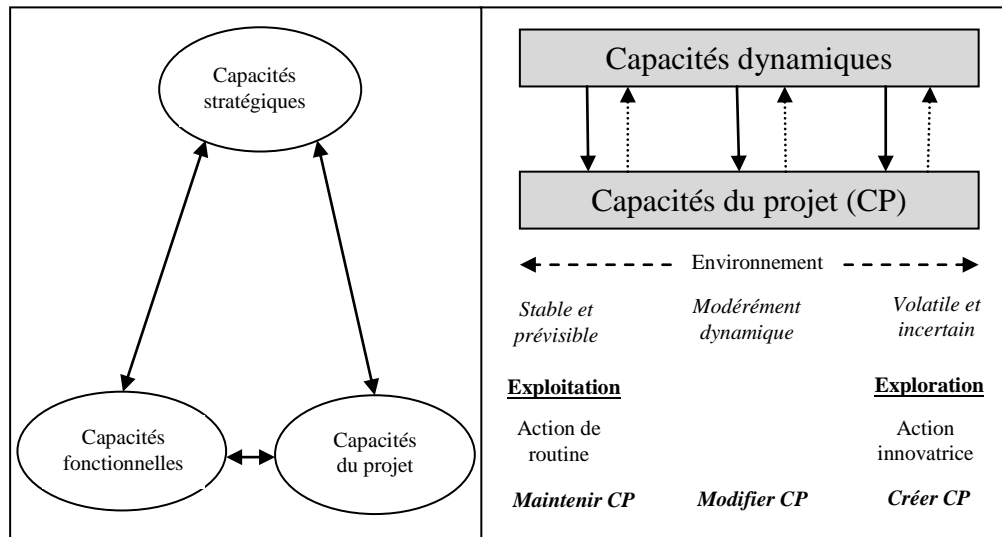 Capacités
stratégiques
Capacités
fonctionnelles
Capacités
du projet
Capacités dynamiques
Capacités du projet (CP)
Environnement
Stable et
prévisible
Modérément
dynamique
Volatile et
incertain
Exploitation
Exploration
Action de
routine
Action
innovatrice
Maintenir CP
Modifier CP
Créer CP